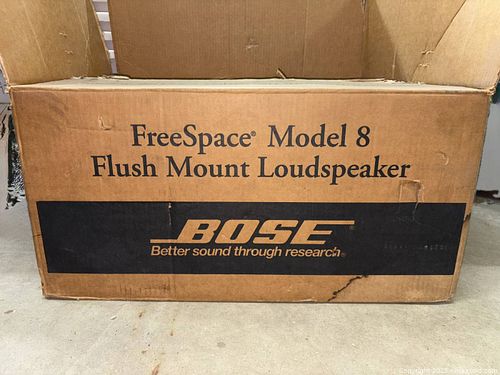 FreeSpace® Model 8
Flush Mount Loudspeaker
BOSE
Better sound through research®